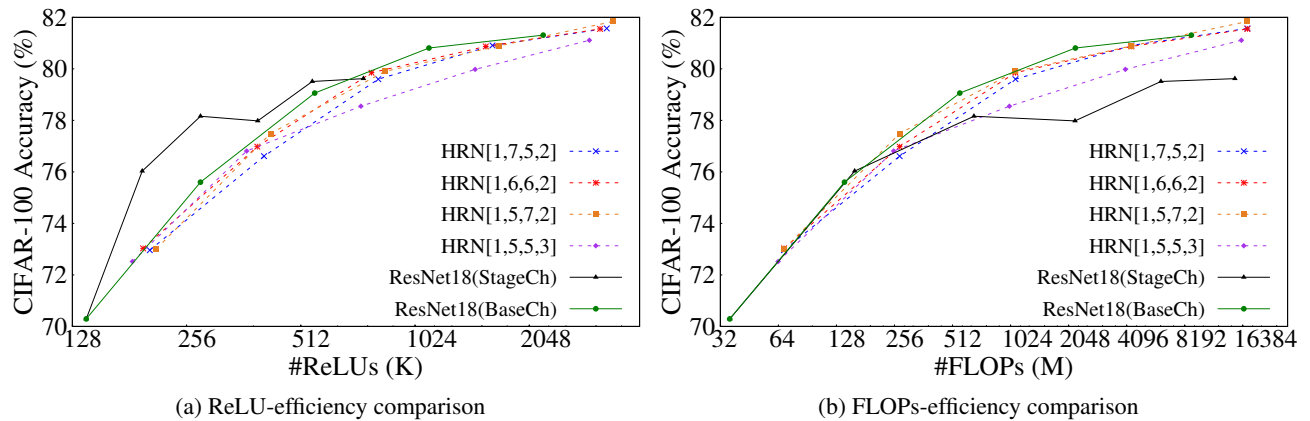 CIFAR-100 Accuracy (%)
82
80
78
76
74
72
70
HRN[1,7,5,2]
HRN[1,6,6,2]
HRN[1,5,7,2]
HRN[1,5,5,3]
ResNet18(StageCh)
ResNet18(BaseCh)
128 256 512 1024 2048
#ReLUs (K)
(a) ReLU-efficiency comparison
CIFAR-100 Accuracy (%)
82
80
78
76
74
72
70
HRN[1,7,5,2]
HRN[1,6,6,2]
HRN[1,5,7,2]
HRN[1,5,5,3]
ResNet18(StageCh)
ResNet18(BaseCh)
32 64 128 256 512 1024 2048 4096 8192 16384
#FLOPs (M)
(b) FLOPs-efficiency comparison